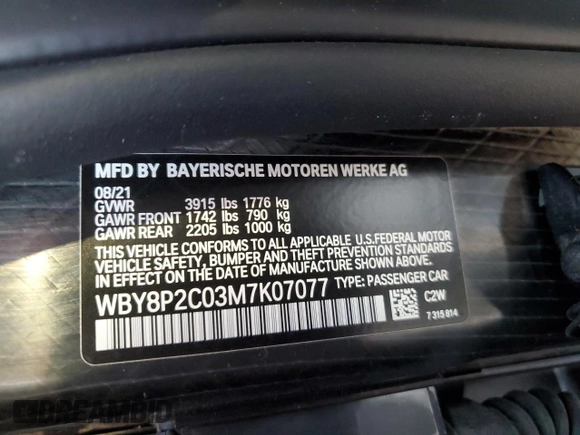 MFD BY BAYERISCHE MOTOREN WERKE AG
08/21
GVWR 3915 lbs 1776 kg
GAWR FRONT 1742 lbs 790 kg
GAWR REAR 2205 lbs 1000 kg
THIS VEHICLE CONFORMS TO ALL APPLICABLE U.S.FEDERAL MOTOR
VEHICLE SAFETY, BUMPER AND THEFT PREVENTION STANDARDS
IN EFFECT ON THE DATE OF MANUFACTURE SHOWN ABOVE.
WBY8P2C03M7K07077 TYPE: PASSENGER CAR
C2W
7 315 814
DREAMBID